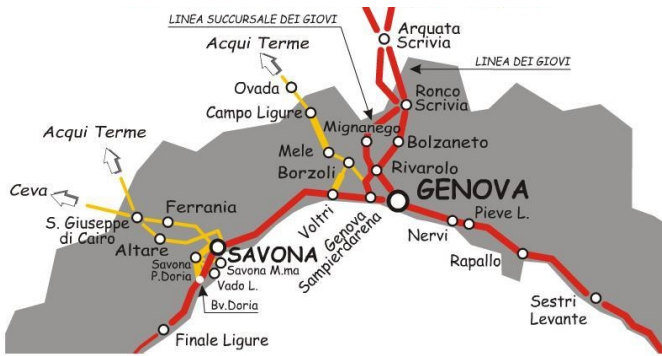 LINEA SUCCURSALE DEI GIOVI
Arquata
Scrivia
Acqui Terme
LINEA DEI GIOVI
Ovada
Ronco
Scrivia
Campo Ligure
Mignanego
Bolzaneto
Acqui Terme
Mele
Borzoli
Rivarolo
Ceva
GENOVA
Ferrania
S. Giuseppe
di Cairo
Voltri
Genova
Sampierdarena
Nervi
Pieve L.
Altare
SAVONA
Savona
P.Doria
Savona M.ma
Vado L.
Rapallo
Bv.Doria
Sestri
Levante
Finale Ligure